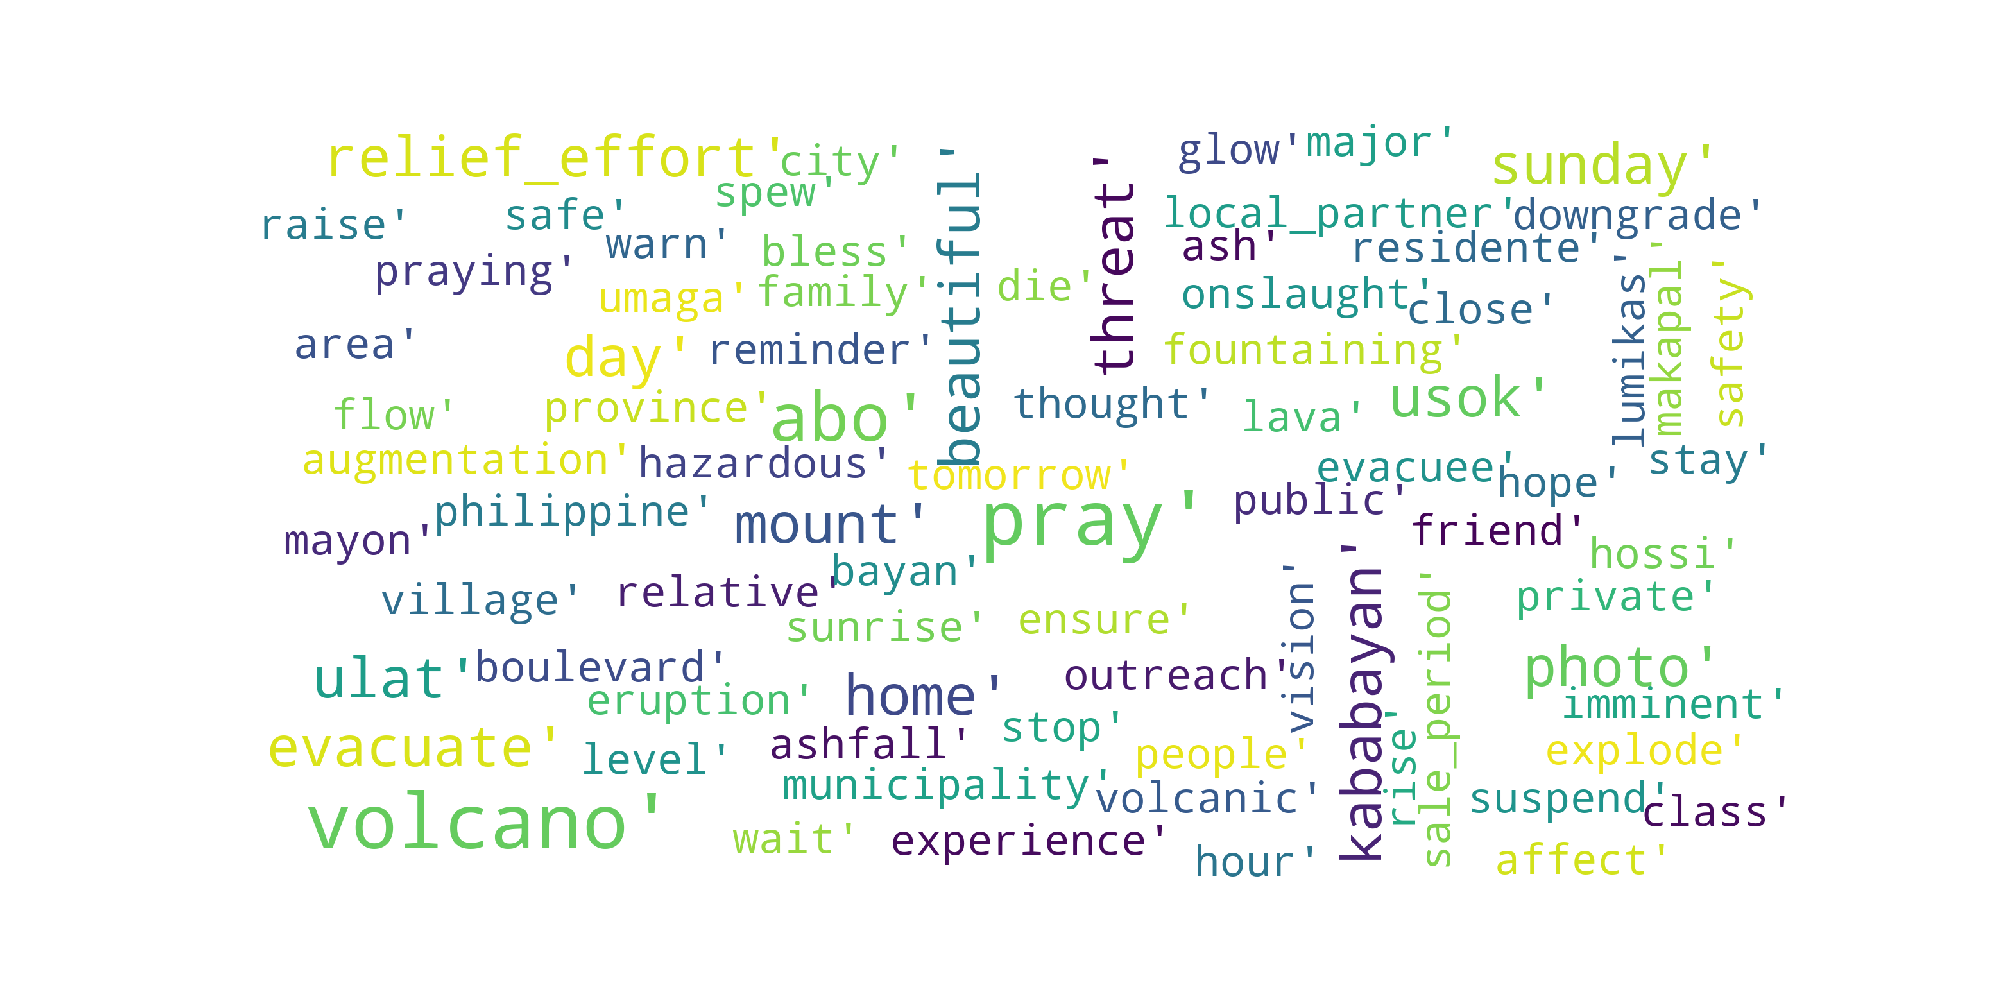 relief_effort'
city'
spew'
beautiful'
threat'
glow'
major'
sunday'
raise'
safe'
warn'
bless'
local_partner'
downgrade'
ash'
residente'
praying'
umaga'
family'
die'
onslaught'
close'
lumikas'
makapal'
safety'
area'
day'
reminder'
fountaining'
flow'
province'
abo'
thought'
lava'
usok'
augmentation'
hazardous'
tomorrow'
evacuee'
hope'
stay'
mayon'
philippine'
mount'
pray'
public'
friend'
hossi'
village'
relative'
bayan'
sunrise'
ensure'
vision'
kababayan'
sale_period'
private'
ulat'
boulevard'
eruption'
home'
outreach'
photo'
imminent'
evacuate'
level'
ashfall'
stop'
people'
rise'
explode'
municipality'
volcanic'
suspend'
class'
volcano'
wait'
experience'
hour'
affect'